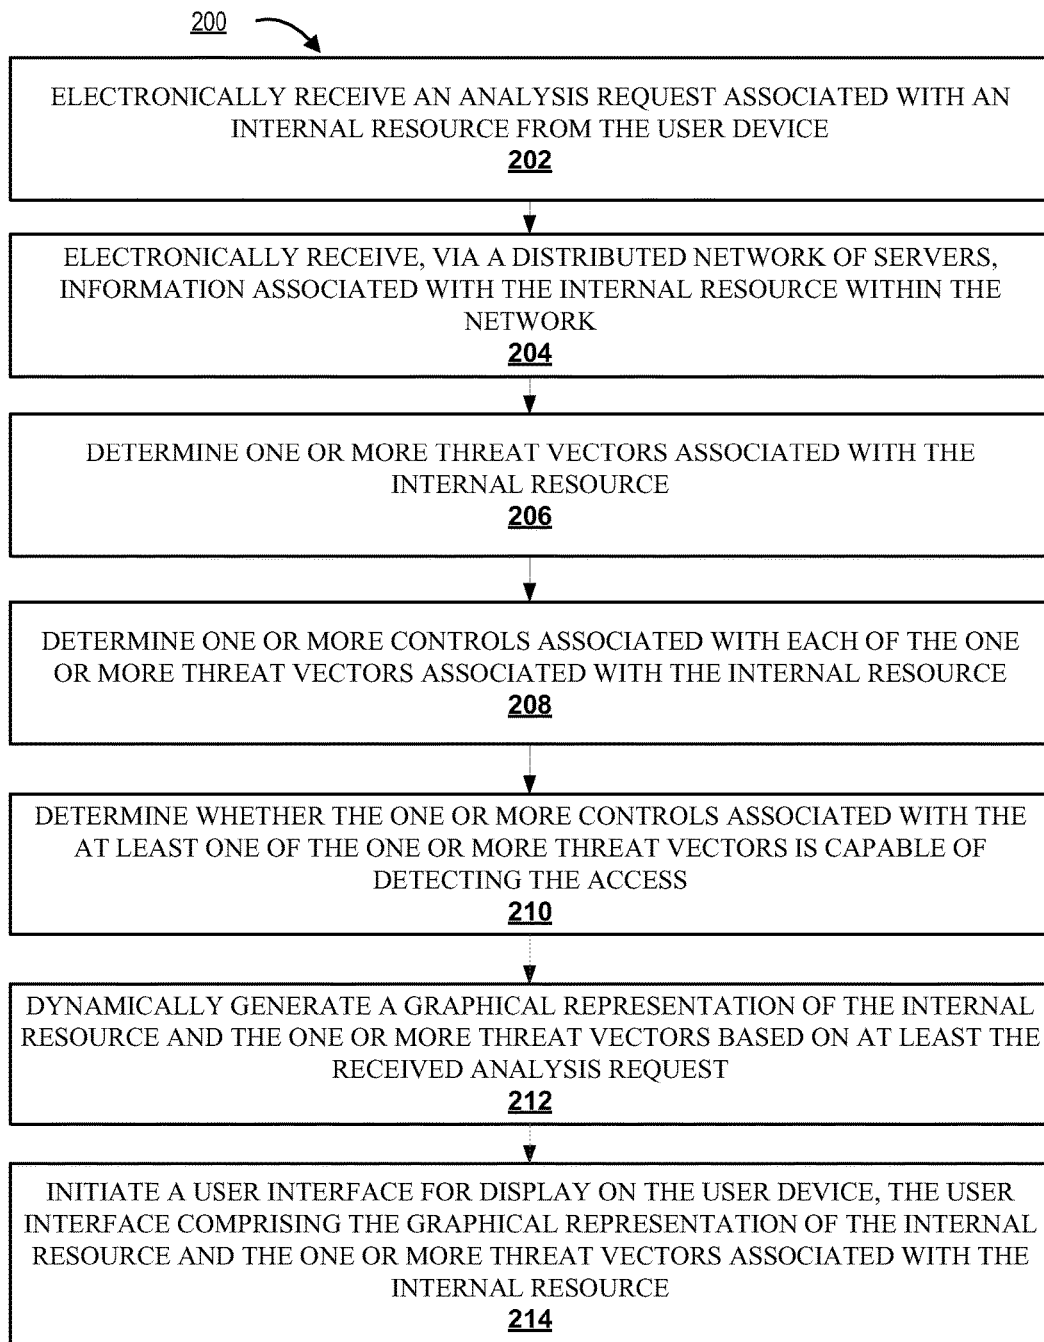 200
ELECTRONICALLY RECEIVE AN ANALYSIS REQUEST ASSOCIATED WITH AN
INTERNAL RESOURCE FROM THE USER DEVICE
202
ELECTRONICALLY RECEIVE, VIA A DISTRIBUTED NETWORK OF SERVERS,
INFORMATION ASSOCIATED WITH THE INTERNAL RESOURCE WITHIN THE
NETWORK
204
DETERMINE ONE OR MORE THREAT VECTORS ASSOCIATED WITH THE
INTERNAL RESOURCE
206
DETERMINE ONE OR MORE CONTROLS ASSOCIATED WITH EACH OF THE ONE
OR MORE THREAT VECTORS ASSOCIATED WITH THE INTERNAL RESOURCE
208
DETERMINE WHETHER THE ONE OR MORE CONTROLS ASSOCIATED WITH THE
AT LEAST ONE OF THE ONE OR MORE THREAT VECTORS IS CAPABLE OF
DETECTING THE ACCESS
210
DYNAMICALLY GENERATE A GRAPHICAL REPRESENTATION OF THE INTERNAL
RESOURCE AND THE ONE OR MORE THREAT VECTORS BASED ON AT LEAST THE
RECEIVED ANALYSIS REQUEST
212
INITIATE A USER INTERFACE FOR DISPLAY ON THE USER DEVICE, THE USER
INTERFACE COMPRISING THE GRAPHICAL REPRESENTATION OF THE INTERNAL
RESOURCE AND THE ONE OR MORE THREAT VECTORS ASSOCIATED WITH THE
INTERNAL RESOURCE
214